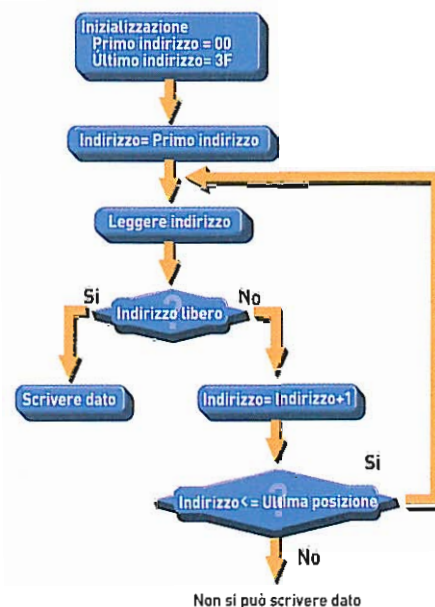 Inizializzazione
Primo indirizzo = 00
Ultimo indirizzo= 3F
Indirizzo= Primo indirizzo
Leggere indirizzo
Si
?
No
Indirizzo libero
Scrivere dato
Indirizzo= Indirizzo+1
Si
?
Indirizzo<= Ultima posizione
No
Non si può scrivere dato